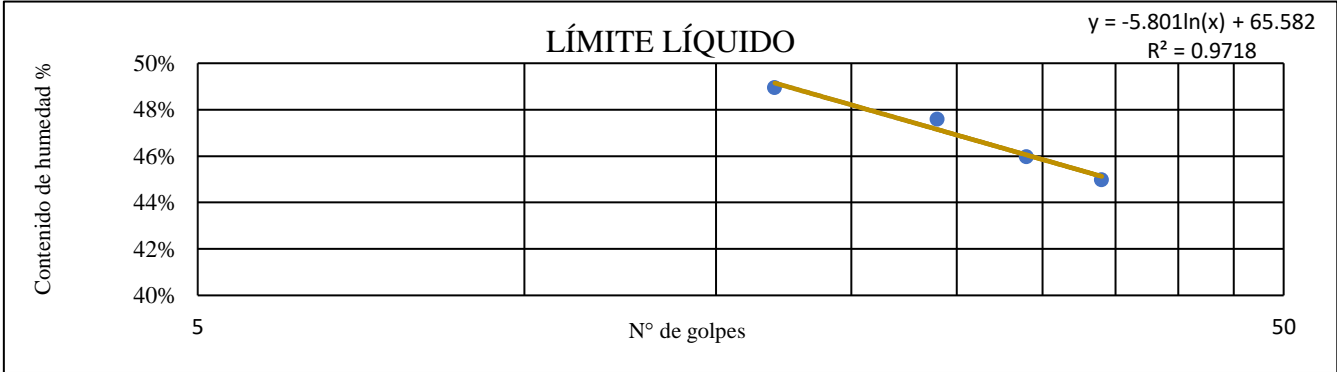 LÍMITE LÍQUIDO
y = -5.801ln(x) + 65.582
R² = 0.9718
Contenido de humedad %
50%
48%
46%
44%
42%
40%
5
50
N° de golpes